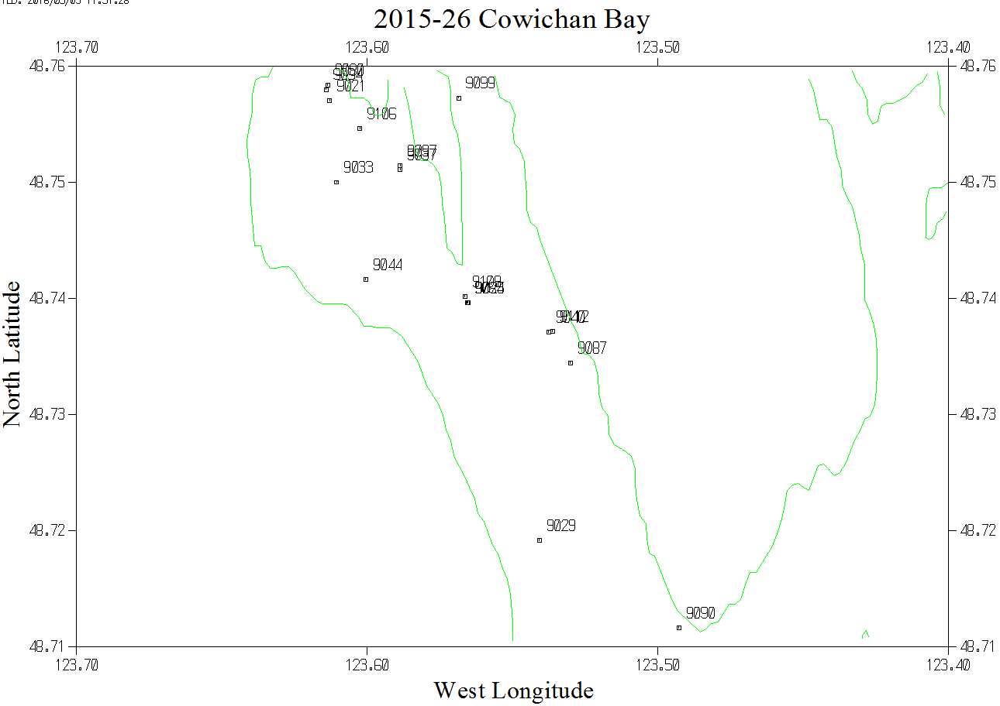 2015-26 Cowichan Bay
123.70 123.60 123.50 123.40
48.76 48.76
9021
9099
9106
9033
48.75 48.75
9044
48.74 48.74
9087
48.73 48.73
9029
48.72 48.72
9090
48.71 48.71
123.70 123.60 123.50 123.40
North Latitude
West Longitude